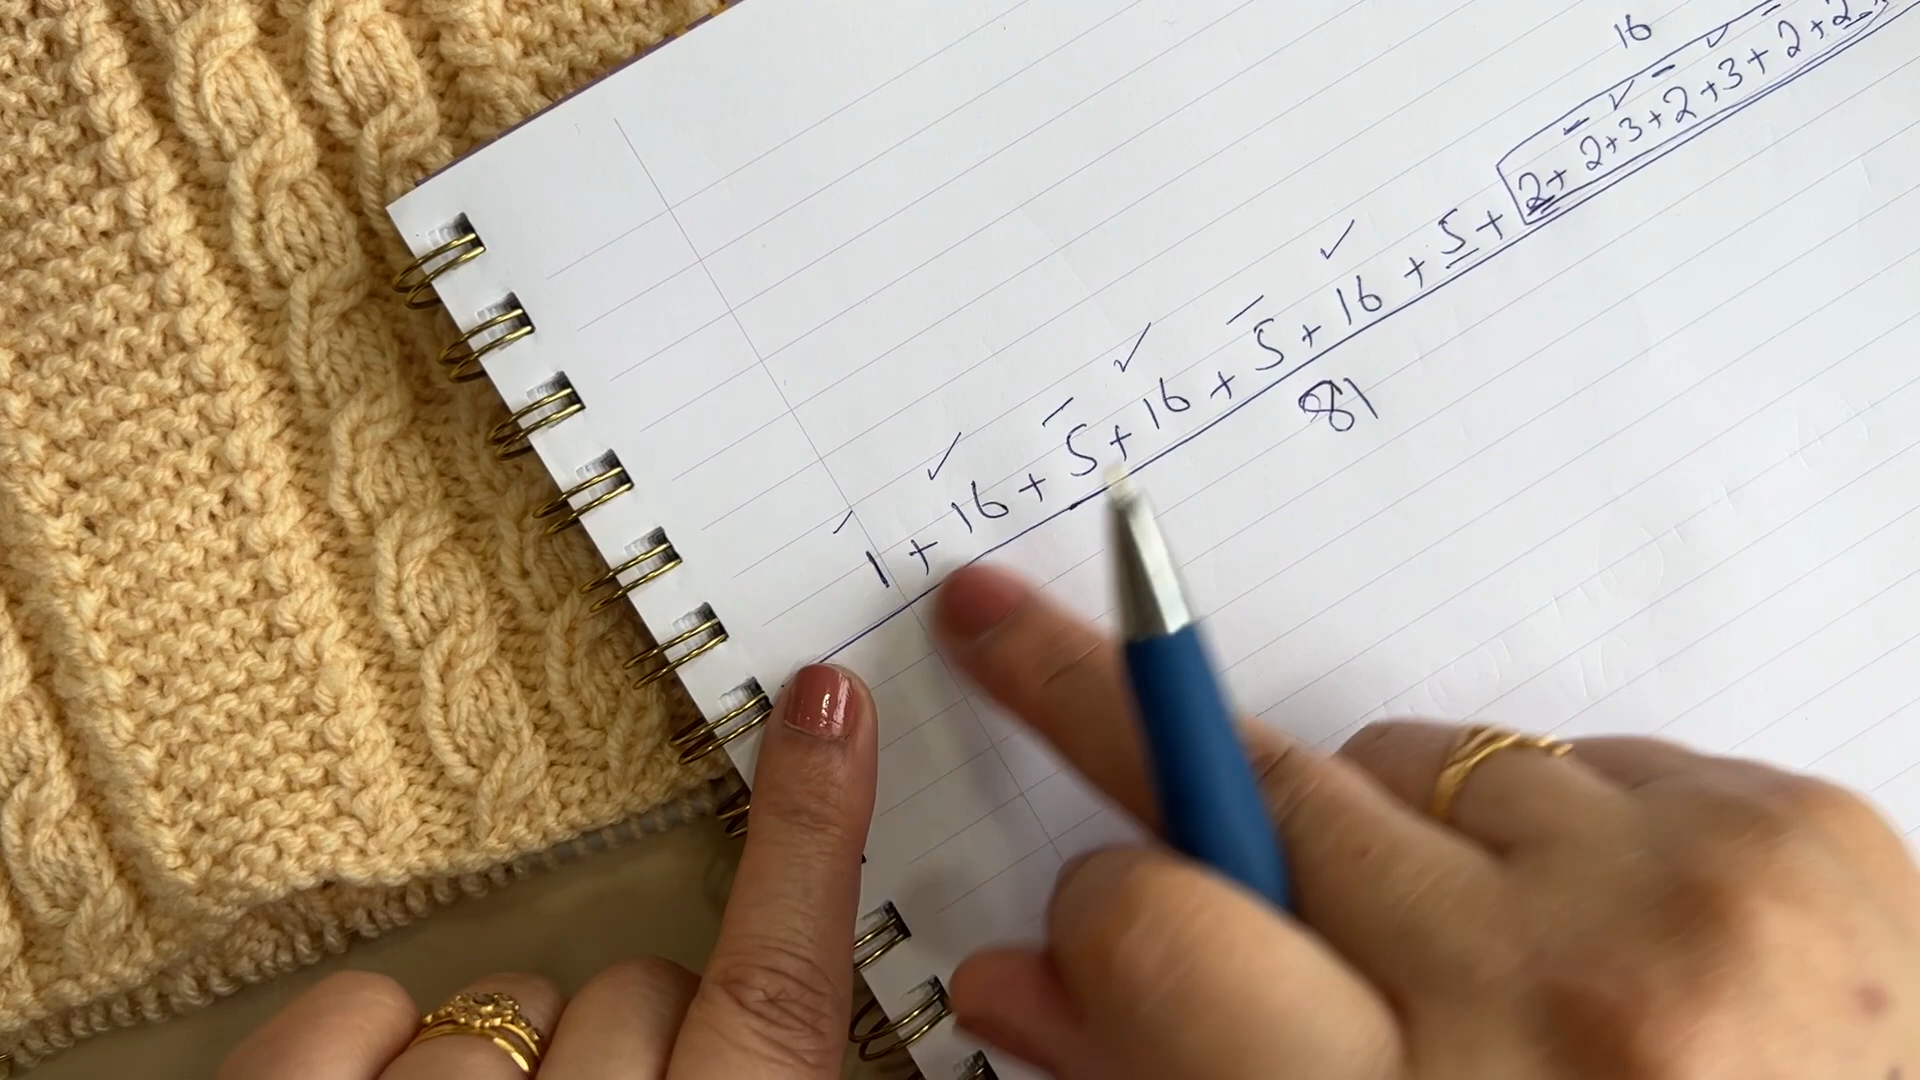 16
1 + 16 + 5 + 16 + 5 + 16 + 5 + 2 + 2 + 3 + 2 + 3 + 2 + 2
81